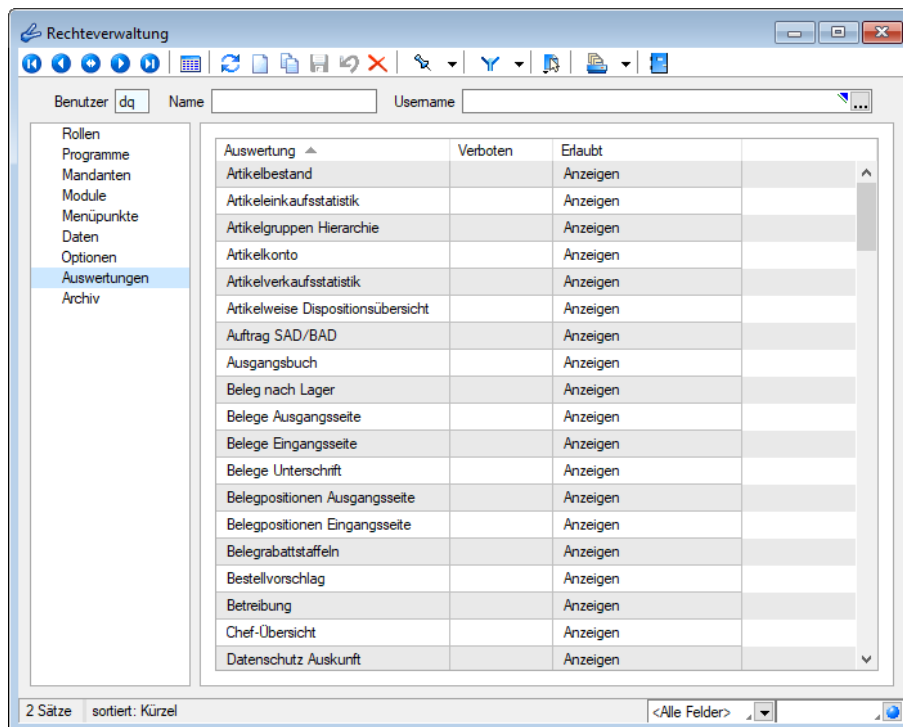 Rechteverwaltung
Benutzer dq Name Username ...
Rollen
Programme
Mandanten
Module
Menüpunkte
Daten
Optionen
Auswertungen
Archiv
Auswertung Verboten Erlaubt
Artikelbestand Anzeigen
Artikeleinkaufsstatistik Anzeigen
Artikelgruppen Hierarchie Anzeigen
Artikelkonto Anzeigen
Artikelverkaufsstatistik Anzeigen
Artikelweise Dispositionsübersicht Anzeigen
Auftrag SAD/BAD Anzeigen
Ausgangsbuch Anzeigen
Beleg nach Lager Anzeigen
Belege Ausgangsseite Anzeigen
Belege Eingangsseite Anzeigen
Belege Unterschrift Anzeigen
Belegpositionen Ausgangsseite Anzeigen
Belegpositionen Eingangsseite Anzeigen
Belegrabattstaffeln Anzeigen
Bestellvorschlag Anzeigen
Betreibung Anzeigen
Chef-Übersicht Anzeigen
Datenschutz Auskunft Anzeigen
2 Sätze sortiert: Kürzel <Alle Felder>